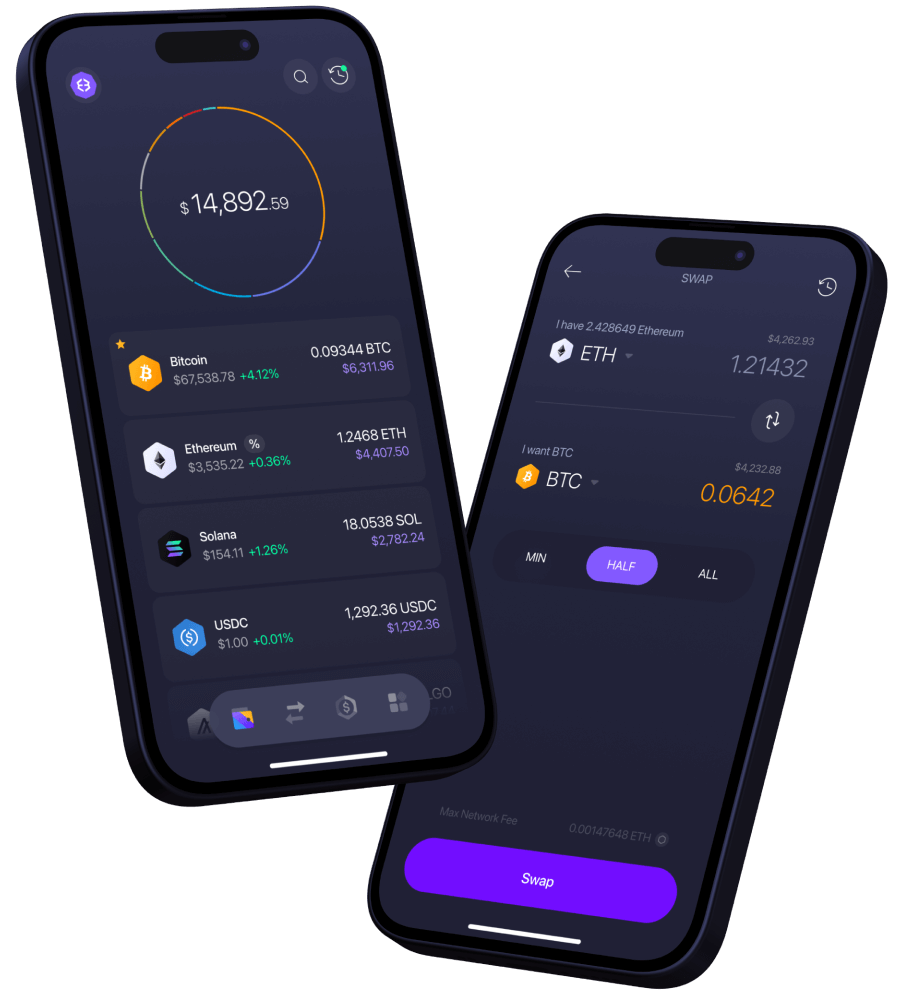 $14,892.59
Bitcoin
0.09344 BTC
$67,538.78 +4.12%
$6,311.96
Ethereum %
1.2468 ETH
$3,535.22 +0.36%
$4,407.50
Solana
18.0538 SOL
$154.11 +1.26%
$2,782.24
USDC
1,292.36 USDC
$1.00 +0.01%
$1,292.36
SWAP
I have 2.428649 Ethereum
$4,262.93
ETH
1.21432
I want BTC
$4,232.88
BTC
0.0642
MIN
HALF
ALL
Max Network Fee
0.00147648 ETH
Swap